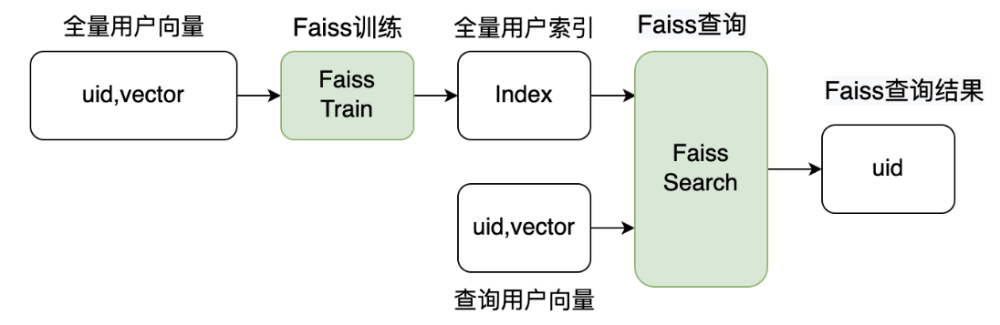 全量用户向量
uid,vector
Faiss训练
Faiss
Train
全量用户索引
Index
Faiss查询
Faiss
Search
uid,vector
查询用户向量
Faiss查询结果
uid